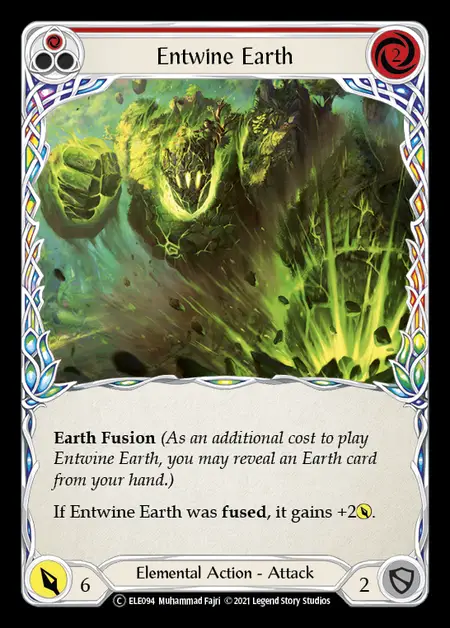 Entwine Earth
2
Earth Fusion (As an additional cost to play
Entwine Earth, you may reveal an Earth card
from your hand.)
If Entwine Earth was fused, it gains +2.
6
Elemental Action - Attack
2
C ELE094 Muhammad Fajri © 2021 Legend Story Studios